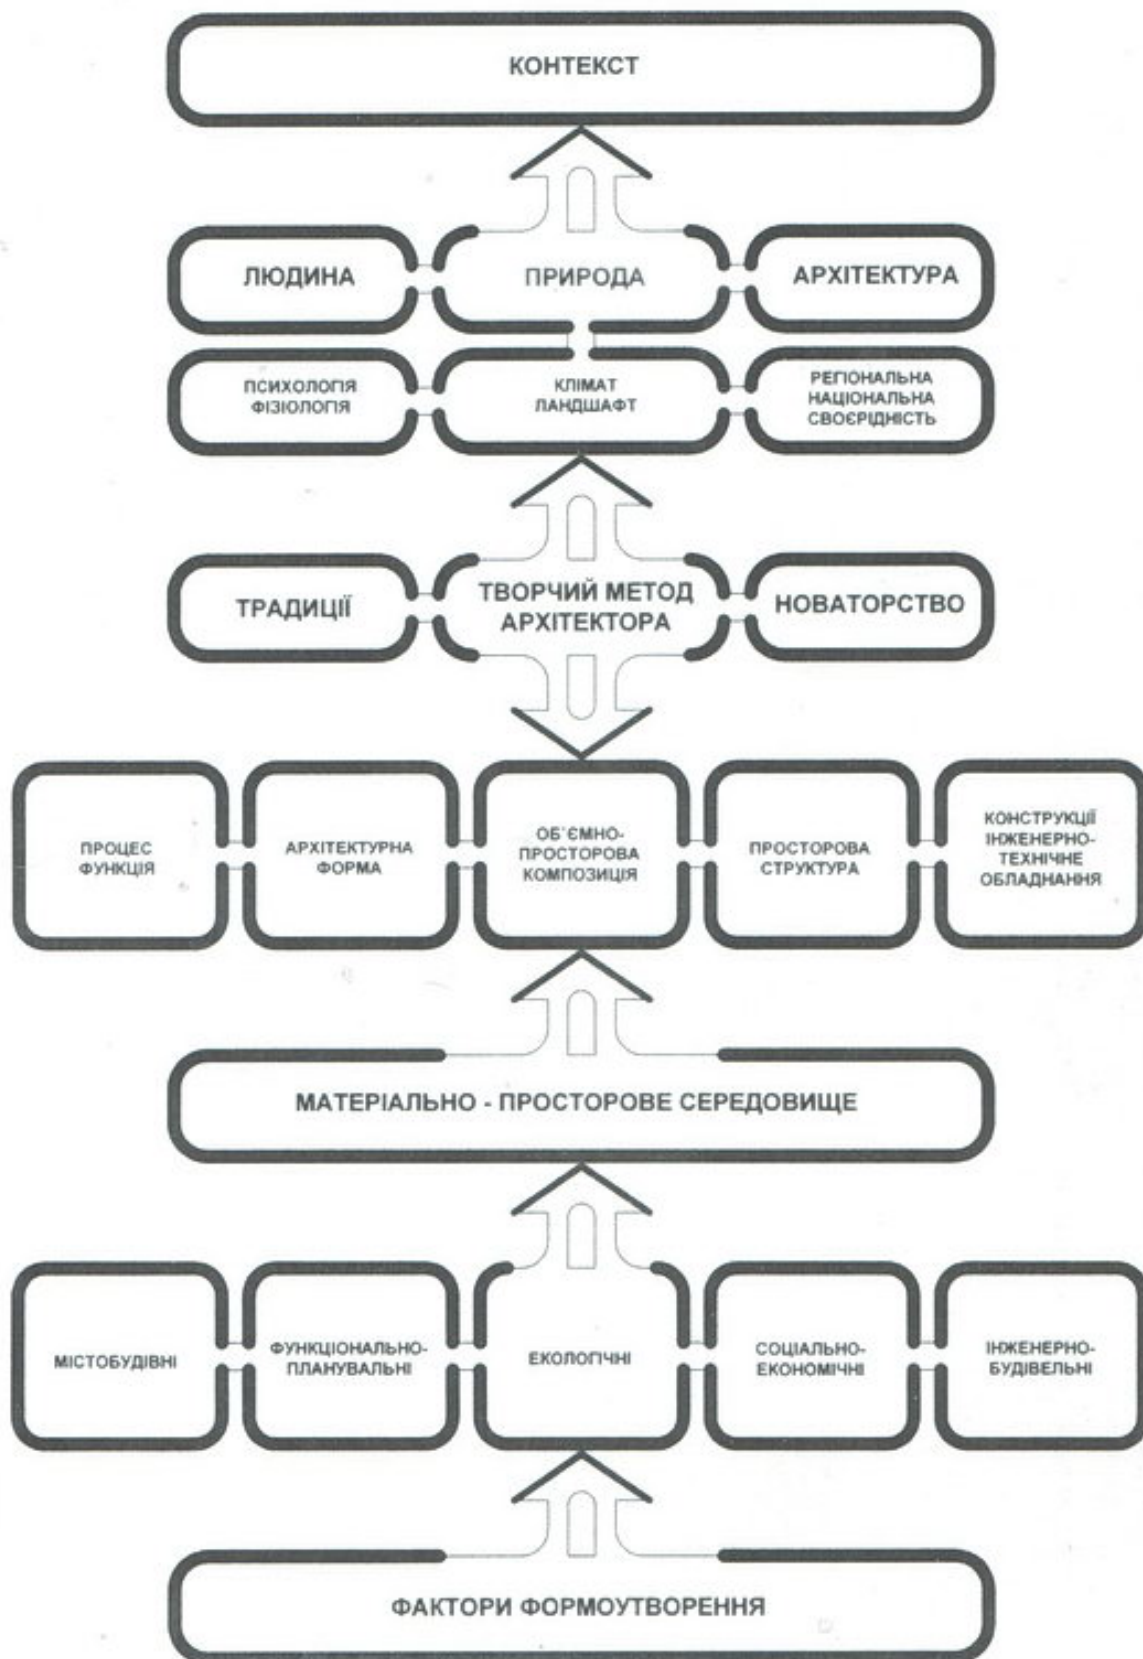 КОНТЕКСТ
ЛЮДИНА
ПРИРОДА
АРХІТЕКТУРА
ПСИХОЛОГІЯ
ФІЗІОЛОГІЯ
КЛІМАТ
ЛАНДШАФТ
РЕГІОНАЛЬНА
НАЦІОНАЛЬНА
СВОЄРІДНІСТЬ
ТРАДИЦІЇ
ТВОРЧИЙ МЕТОД
АРХІТЕКТОРА
НОВАТОРСТВО
ПРОЦЕС
ФУНКЦІЯ
АРХІТЕКТУРНА
ФОРМА
ОБ`ЄМНО-
ПРОСТОРОВА
КОМПОЗИЦІЯ
ПРОСТОРОВА
СТРУКТУРА
КОНСТРУКЦІЇ
ІНЖЕНЕРНО-
ТЕХНІЧНЕ
ОБЛАДНАННЯ
МАТЕРІАЛЬНО - ПРОСТОРОВЕ СЕРЕДОВИЩЕ
МІСТОБУДІВНІ
ФУНКЦІОНАЛЬНО-
ПЛАНУВАЛЬНІ
ЕКОЛОГІЧНІ
СОЦІАЛЬНО-
ЕКОНОМІЧНІ
ІНЖЕНЕРНО-
БУДІВЕЛЬНІ
ФАКТОРИ ФОРМОУТВОРЕННЯ